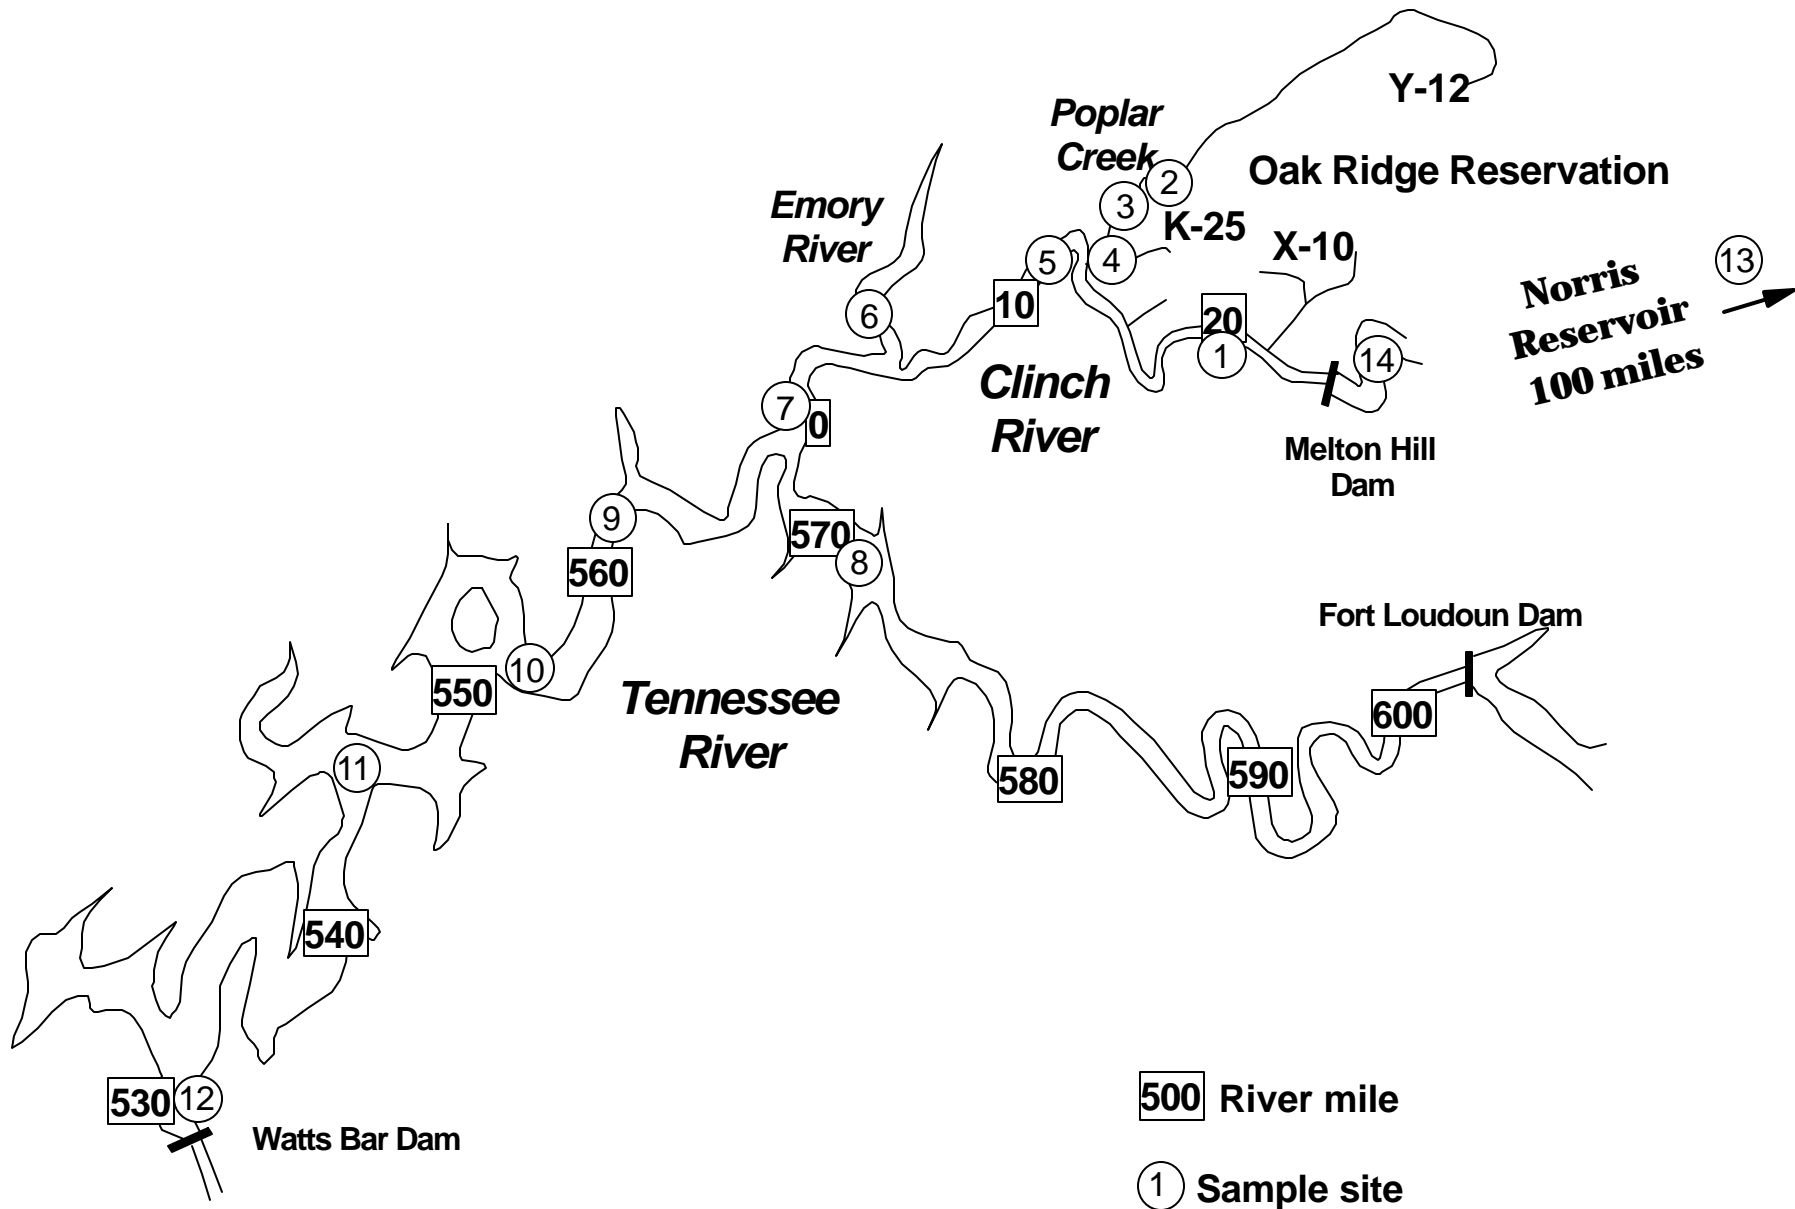 Y-12
Poplar
Creek
2
Oak Ridge Reservation
3
Emory
River
K-25
X-10
5
4
13
Norris
Reservoir
100 miles
6
10
20
1
14
Clinch
River
7
0
Melton Hill
Dam
9
570
8
560
Fort Loudoun Dam
10
550
Tennessee
River
600
11
580
590
540
530
12
Watts Bar Dam
500 River mile
1 Sample site